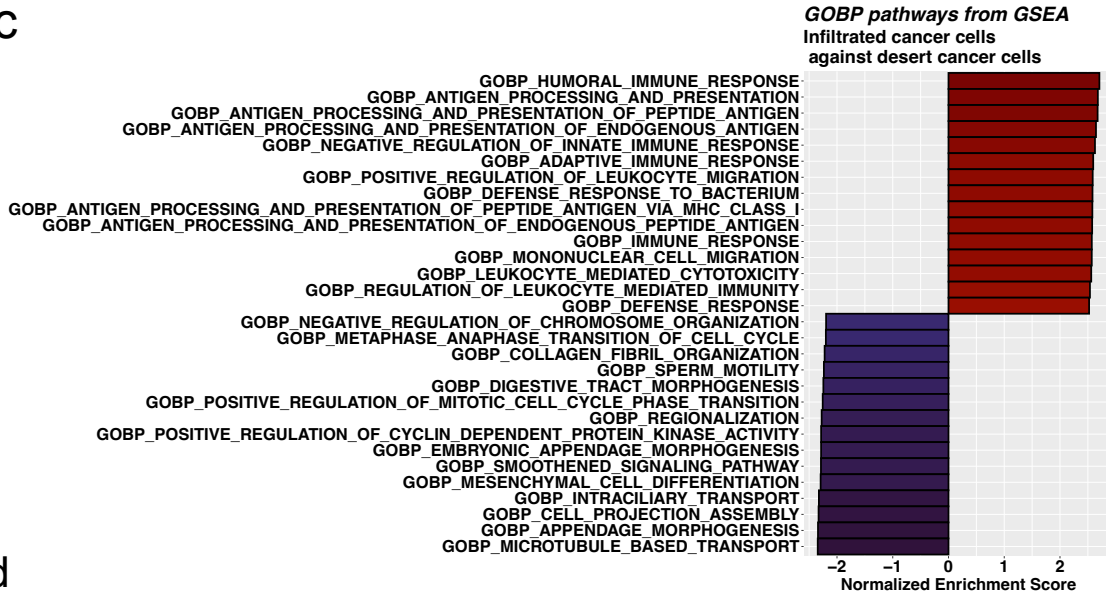 c
GOBP pathways from GSEA
Infiltrated cancer cells
against desert cancer cells
GOBP_HUMORAL_IMMUNE_RESPONSE
GOBP_ANTIGEN_PROCESSING_AND_PRESENTATION
GOBP_ANTIGEN_PROCESSING_AND_PRESENTATION_OF_PEPTIDE_ANTIGEN
GOBP_ANTIGEN_PROCESSING_AND_PRESENTATION_OF_ENDOGENOUS_ANTIGEN
GOBP_NEGATIVE_REGULATION_OF_INNATE_IMMUNE_RESPONSE
GOBP_ADAPTIVE_IMMUNE_RESPONSE
GOBP_POSITIVE_REGULATION_OF_LEUKOCYTE_MIGRATION
GOBP_DEFENSE_RESPONSE_TO_BACTERIUM
GOBP_ANTIGEN_PROCESSING_AND_PRESENTATION_OF_PEPTIDE_ANTIGEN_VIA_MHC_CLASS_I
GOBP_ANTIGEN_PROCESSING_AND_PRESENTATION_OF_ENDOGENOUS_PEPTIDE_ANTIGEN
GOBP_IMMUNE_RESPONSE
GOBP_MONONUCLEAR_CELL_MIGRATION
GOBP_LEUKOCYTE_MEDIATED_CYTOTOXICITY
GOBP_REGULATION_OF_LEUKOCYTE_MEDIATED_IMMUNITY
GOBP_DEFENSE_RESPONSE
GOBP_NEGATIVE_REGULATION_OF_CHROMOSOME_ORGANIZATION
GOBP_METAPHASE_ANAPHASE_TRANSITION_OF_CELL_CYCLE
GOBP_COLLAGEN_FIBRIL_ORGANIZATION
GOBP_SPERM_MOTILITY
GOBP_DIGESTIVE_TRACT_MORPHOGENESIS
GOBP_POSITIVE_REGULATION_OF_MITOTIC_CELL_CYCLE_PHASE_TRANSITION
GOBP_REGIONALIZATION
GOBP_POSITIVE_REGULATION_OF_CYCLIN_DEPENDENT_PROTEIN_KINASE_ACTIVITY
GOBP_EMBRYONIC_APPENDAGE_MORPHOGENESIS
GOBP_SMOOTHENED_SIGNALING_PATHWAY
GOBP_MESENCHYMAL_CELL_DIFFERENTIATION
GOBP_INTRACILIARY_TRANSPORT
GOBP_CELL_PROJECTION_ASSEMBLY
GOBP_APPENDAGE_MORPHOGENESIS
GOBP_MICROTUBULE_BASED_TRANSPORT
−2 −1 0 1 2
Normalized Enrichment Score
d